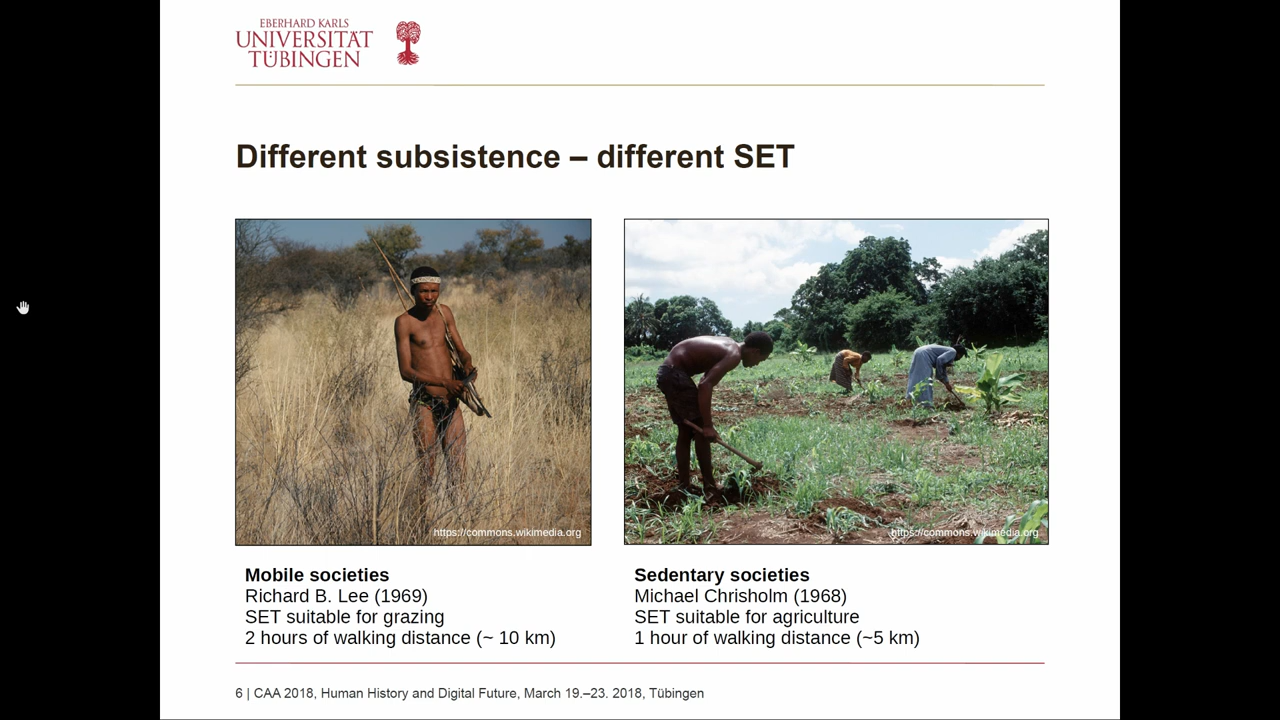 EBERHARD KARLS
UNIVERSITÄT
TÜBINGEN
Different subsistence – different SET
https://commons.wikimedia.org
https://commons.wikimedia.org
Mobile societies
Richard B. Lee (1969)
SET suitable for grazing
2 hours of walking distance (~ 10 km)
Sedentary societies
Michael Chrisholm (1968)
SET suitable for agriculture
1 hour of walking distance (~5 km)
6 | CAA 2018, Human History and Digital Future, March 19.–23. 2018, Tübingen